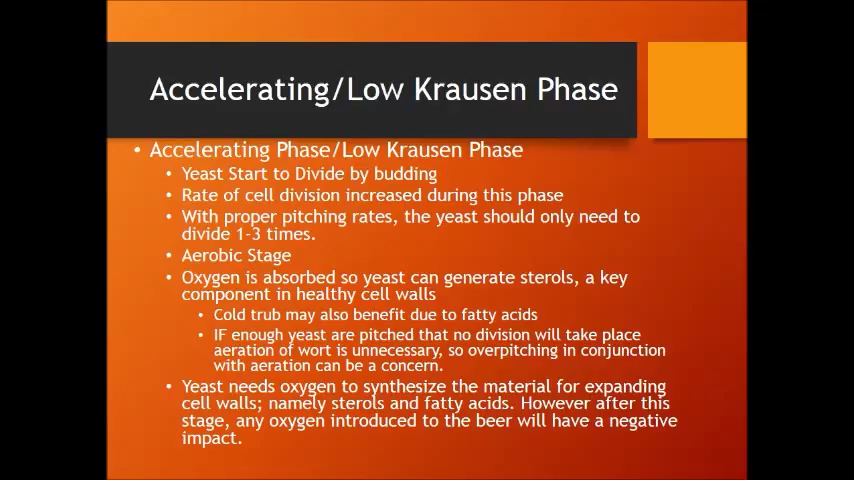 Accelerating/Low Krausen Phase
• Accelerating Phase/Low Krausen Phase
• Yeast Start to Divide by budding
• Rate of cell division increased during this phase
• With proper pitching rates, the yeast should only need to
divide 1-3 times.
• Aerobic Stage
• Oxygen is absorbed so yeast can generate sterols, a key
component in healthy cell walls
• Cold trub may also benefit due to fatty acids
• IF enough yeast are pitched that no division will take place
aeration of wort is unnecessary, so overpitching in conjunction
with aeration can be a concern.
• Yeast needs oxygen to synthesize the material for expanding
cell walls; namely sterols and fatty acids. However after this
stage, any oxygen introduced to the beer will have a negative
impact.